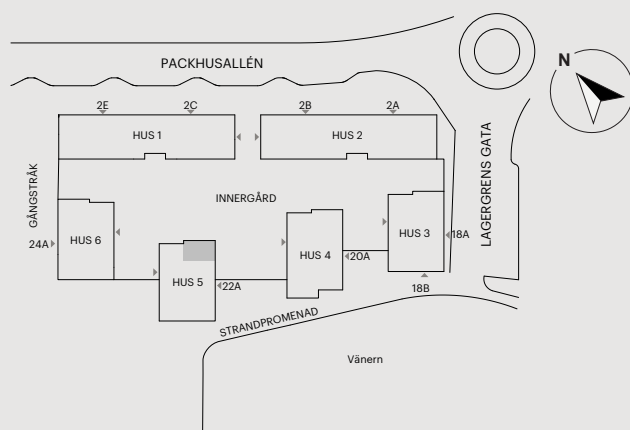 N
PACKHUSALLÉN
2E
2C
2B
2A
HUS 1
HUS 2
LAGERGRENS GATA
GÅNGSTRÅK
INNERGÅRD
24A
HUS 6
HUS 3
18A
HUS 4
20A
HUS 5
22A
18B
STRANDPROMENAD
Vänern